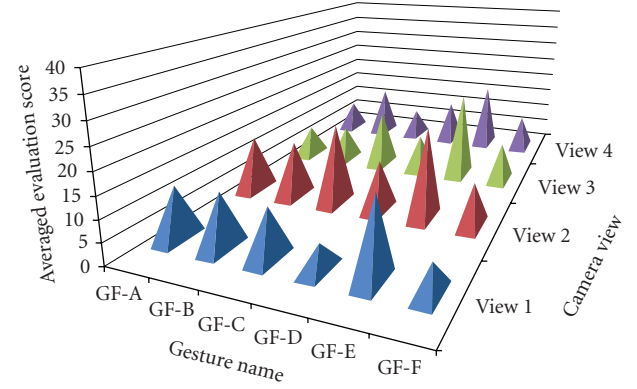 40
35
30
25
20
15
10
5
0
Averaged evaluation score
GF-A
GF-B
GF-C
GF-D
GF-E
GF-F
Gesture name
View 1
View 2
View 3
View 4
Camera view